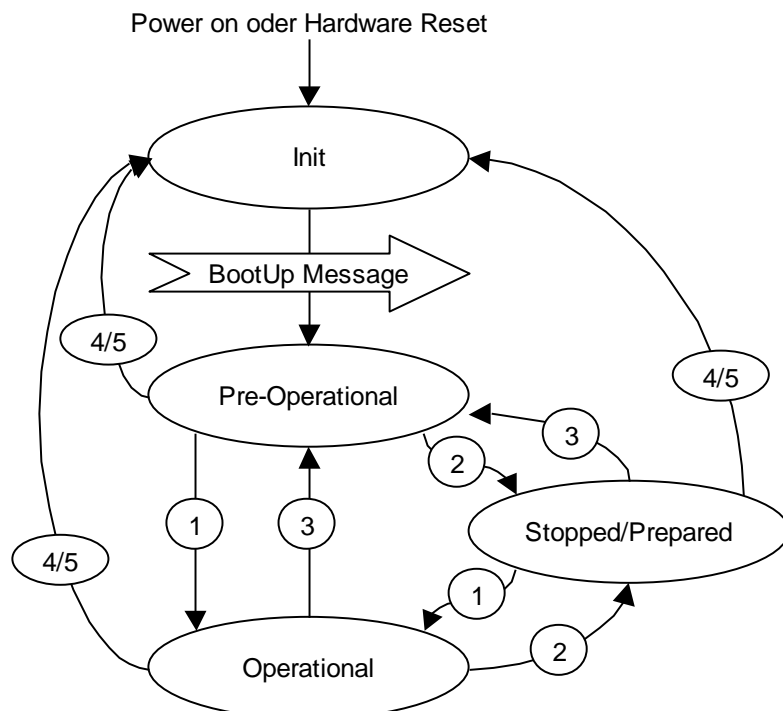 Power on oder Hardware Reset
Init
BootUp Message
4/5
Pre-Operational
4/5
3
2
1
3
Stopped/Prepared
4/5
1
Operational
2